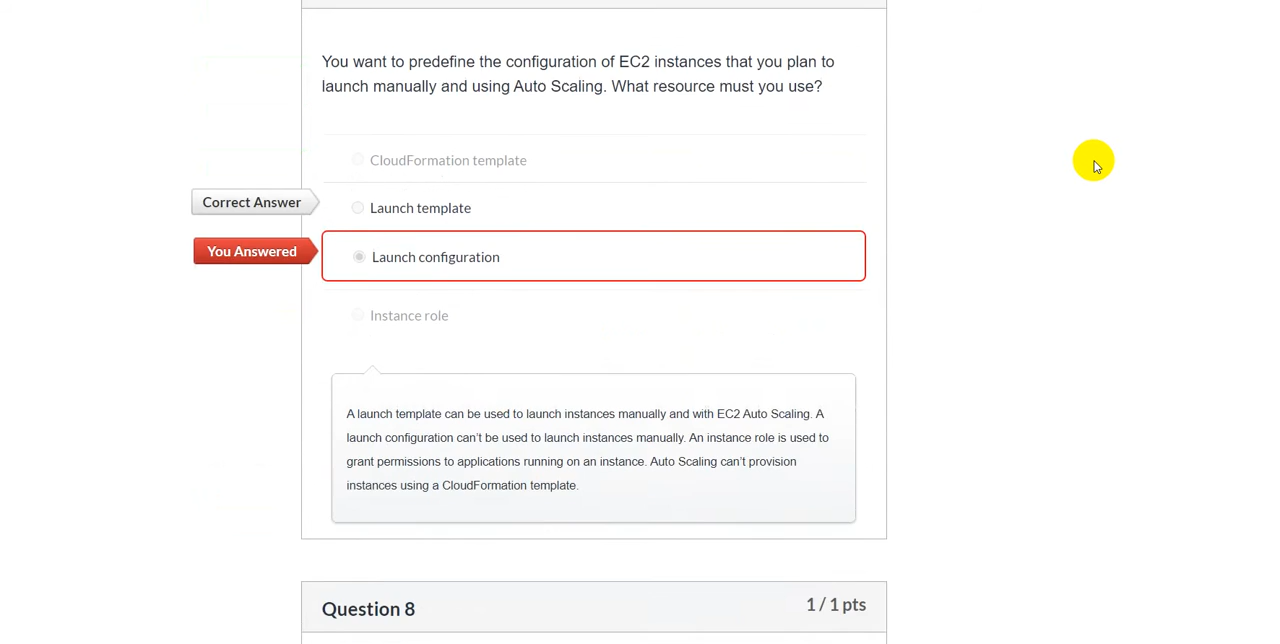 You want to predefine the configuration of EC2 instances that you plan to
launch manually and using Auto Scaling. What resource must you use?
CloudFormation template
Correct Answer
Launch template
You Answered
Launch configuration
Instance role
A launch template can be used to launch instances manually and with EC2 Auto Scaling. A
launch configuration can't be used to launch instances manually. An instance role is used to
grant permissions to applications running on an instance. Auto Scaling can't provision
instances using a CloudFormation template.
Question 8
1 / 1 pts